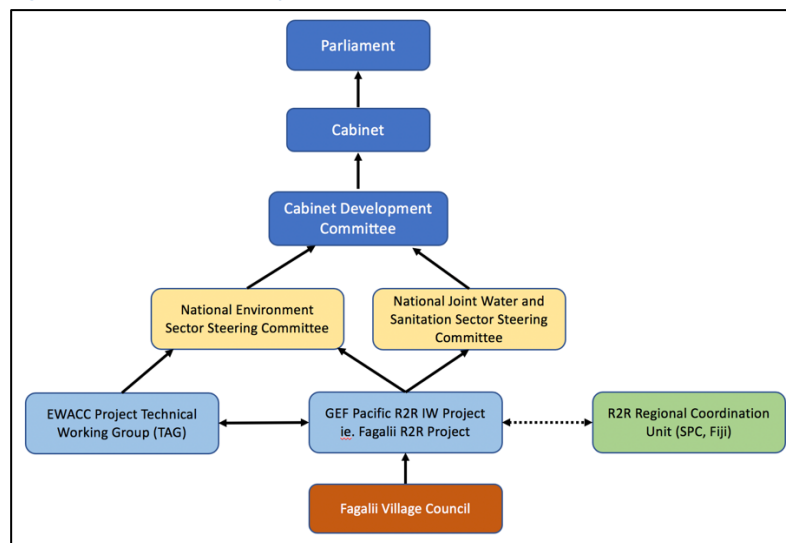 Parliament
Cabinet
Cabinet Development
Committee
National Environment
Sector Steering Committee
National Joint Water and
Sanitation Sector Steering
Committee
EWACC Project Technical
Working Group (TAG)
GEF Pacific R2R IW Project
ie. Fagalii R2R Project
R2R Regional Coordination
Unit (SPC, Fiji)
Fagalii Village Council